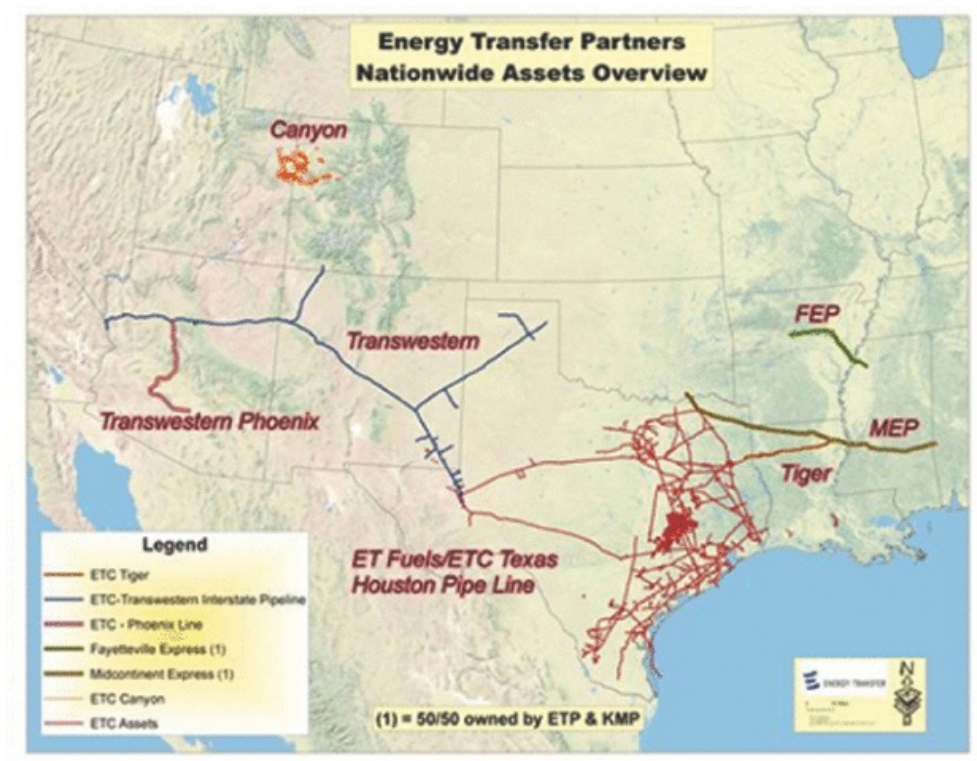 Energy Transfer Partners
Nationwide Assets Overview
Canyon
FEP
Transwestern
Transwestern Phoenix
MEP
Tiger
ET Fuels/ETC Texas
Houston Pipe Line
Legend
ETC Tiger
ETC-Transwestern Interstate Pipeline
ETC - Phoenix Line
Fayetteville Express (1)
Midcontinent Express (1)
ETC Canyon
ETC Assets
(1) = 50/50 owned by ETP & KMP
ENERGY TRANSFER
N